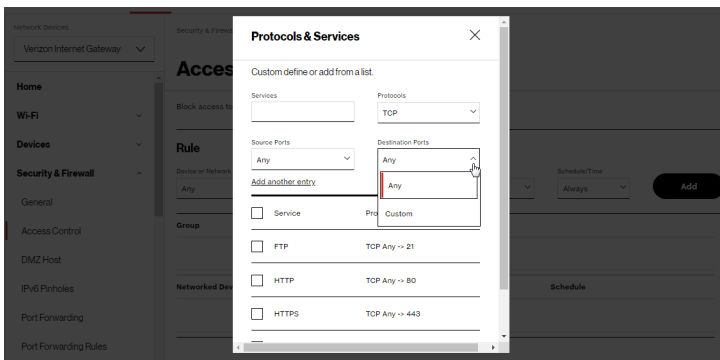 Network Devices
Verizon Internet Gateway
Home
Wi-Fi
Devices
Security & Firewall
General
Access Control
DMZ Host
IPv6 Pinholes
Port Forwarding
Port Forwarding Rules
Security & Firewa
Acces
Block access to
Rule
Device or Network
Any
Schedule/Time
Always
Add
Group
Networked Dev
Schedule
Protocols & Services
Custom define or add from a list.
Services
Protocols
TCP
Source Ports
Destination Ports
Any
Any
Add another entry
Any
Custom
Service
Pro
FTP
TCP Any -> 21
HTTP
TCP Any -> 80
HTTPS
TCP Any -> 443